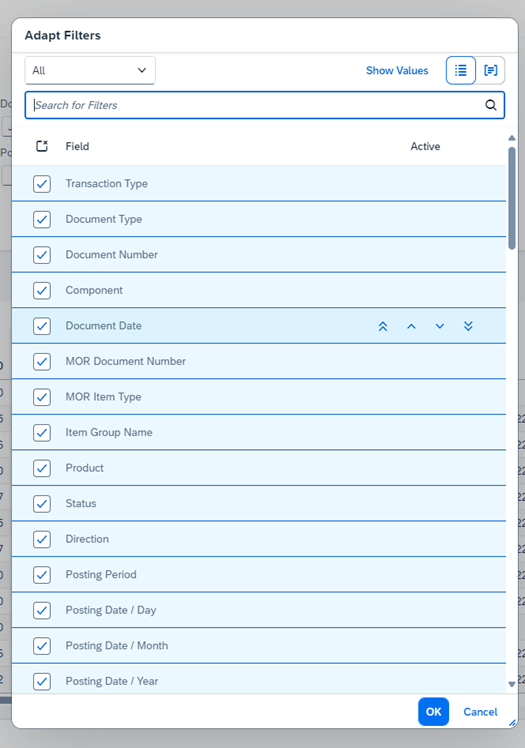 Adapt Filters
All
Show Values
Search for Filters
Field
Active
Transaction Type
Document Type
Document Number
Component
Document Date
MOR Document Number
MOR Item Type
Item Group Name
Product
Status
Direction
Posting Period
Posting Date / Day
Posting Date / Month
Posting Date / Year
OK
Cancel